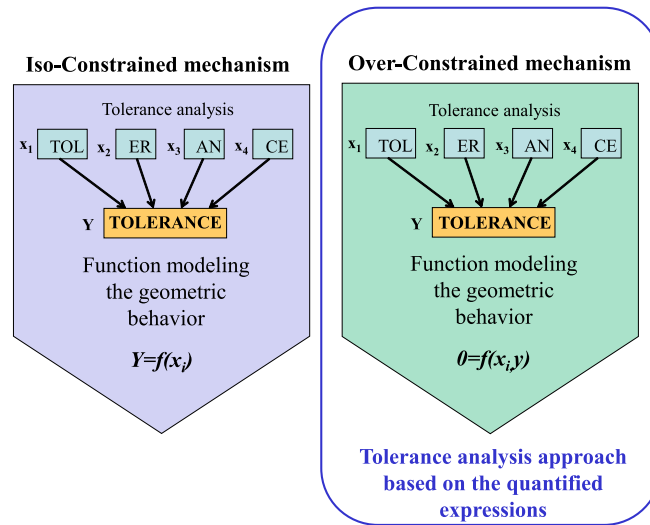 Iso-Constrained mechanism
Tolerance analysis
x1 TOL x2 ER x3 AN x4 CE
Y TOLERANCE
Function modeling
the geometric
behavior
Y=f(xi)
Over-Constrained mechanism
Tolerance analysis
x1 TOL x2 ER x3 AN x4 CE
Y TOLERANCE
Function modeling
the geometric
behavior
0=f(xi,y)
Tolerance analysis approach
based on the quantified
expressions